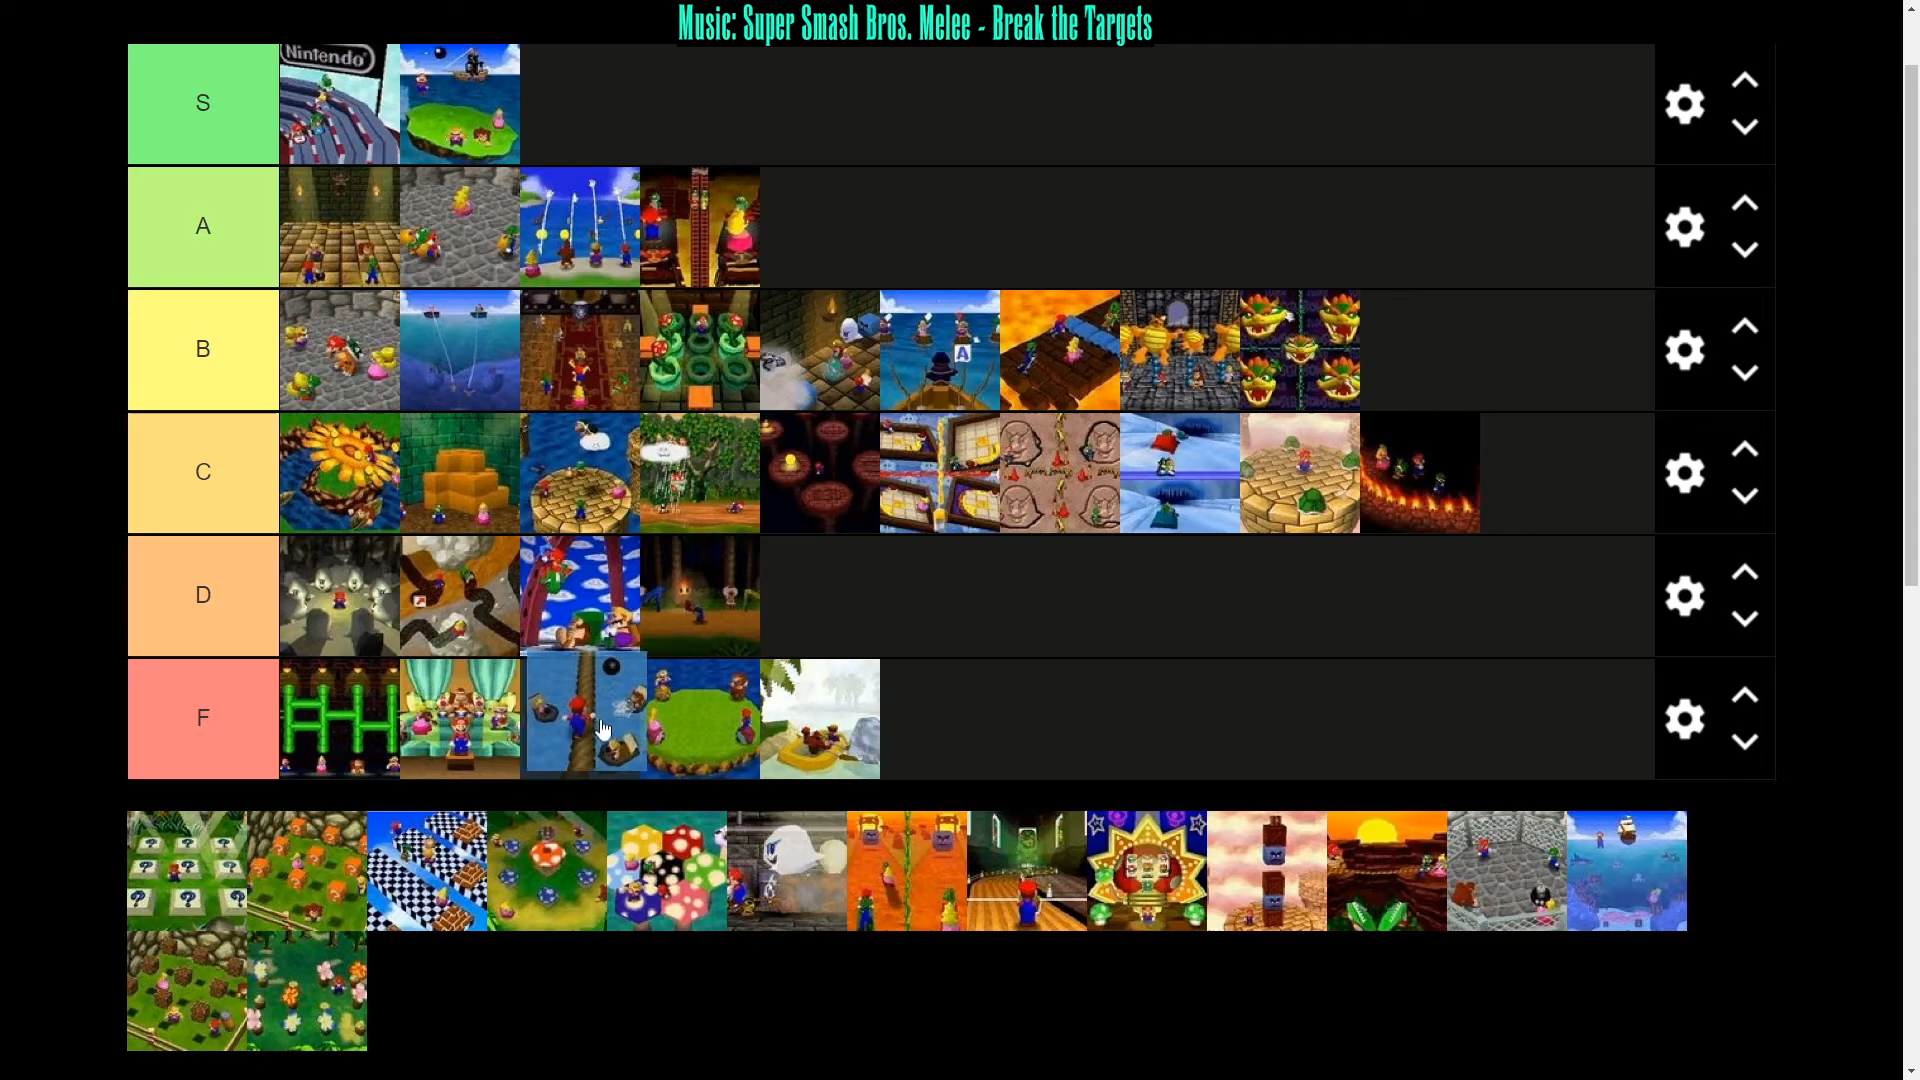 Music: Super Smash Bros. Melee - Break the Targets
Nintendo
S
A
B
A
C
D
F
? ? ?
? ?
? ? ?